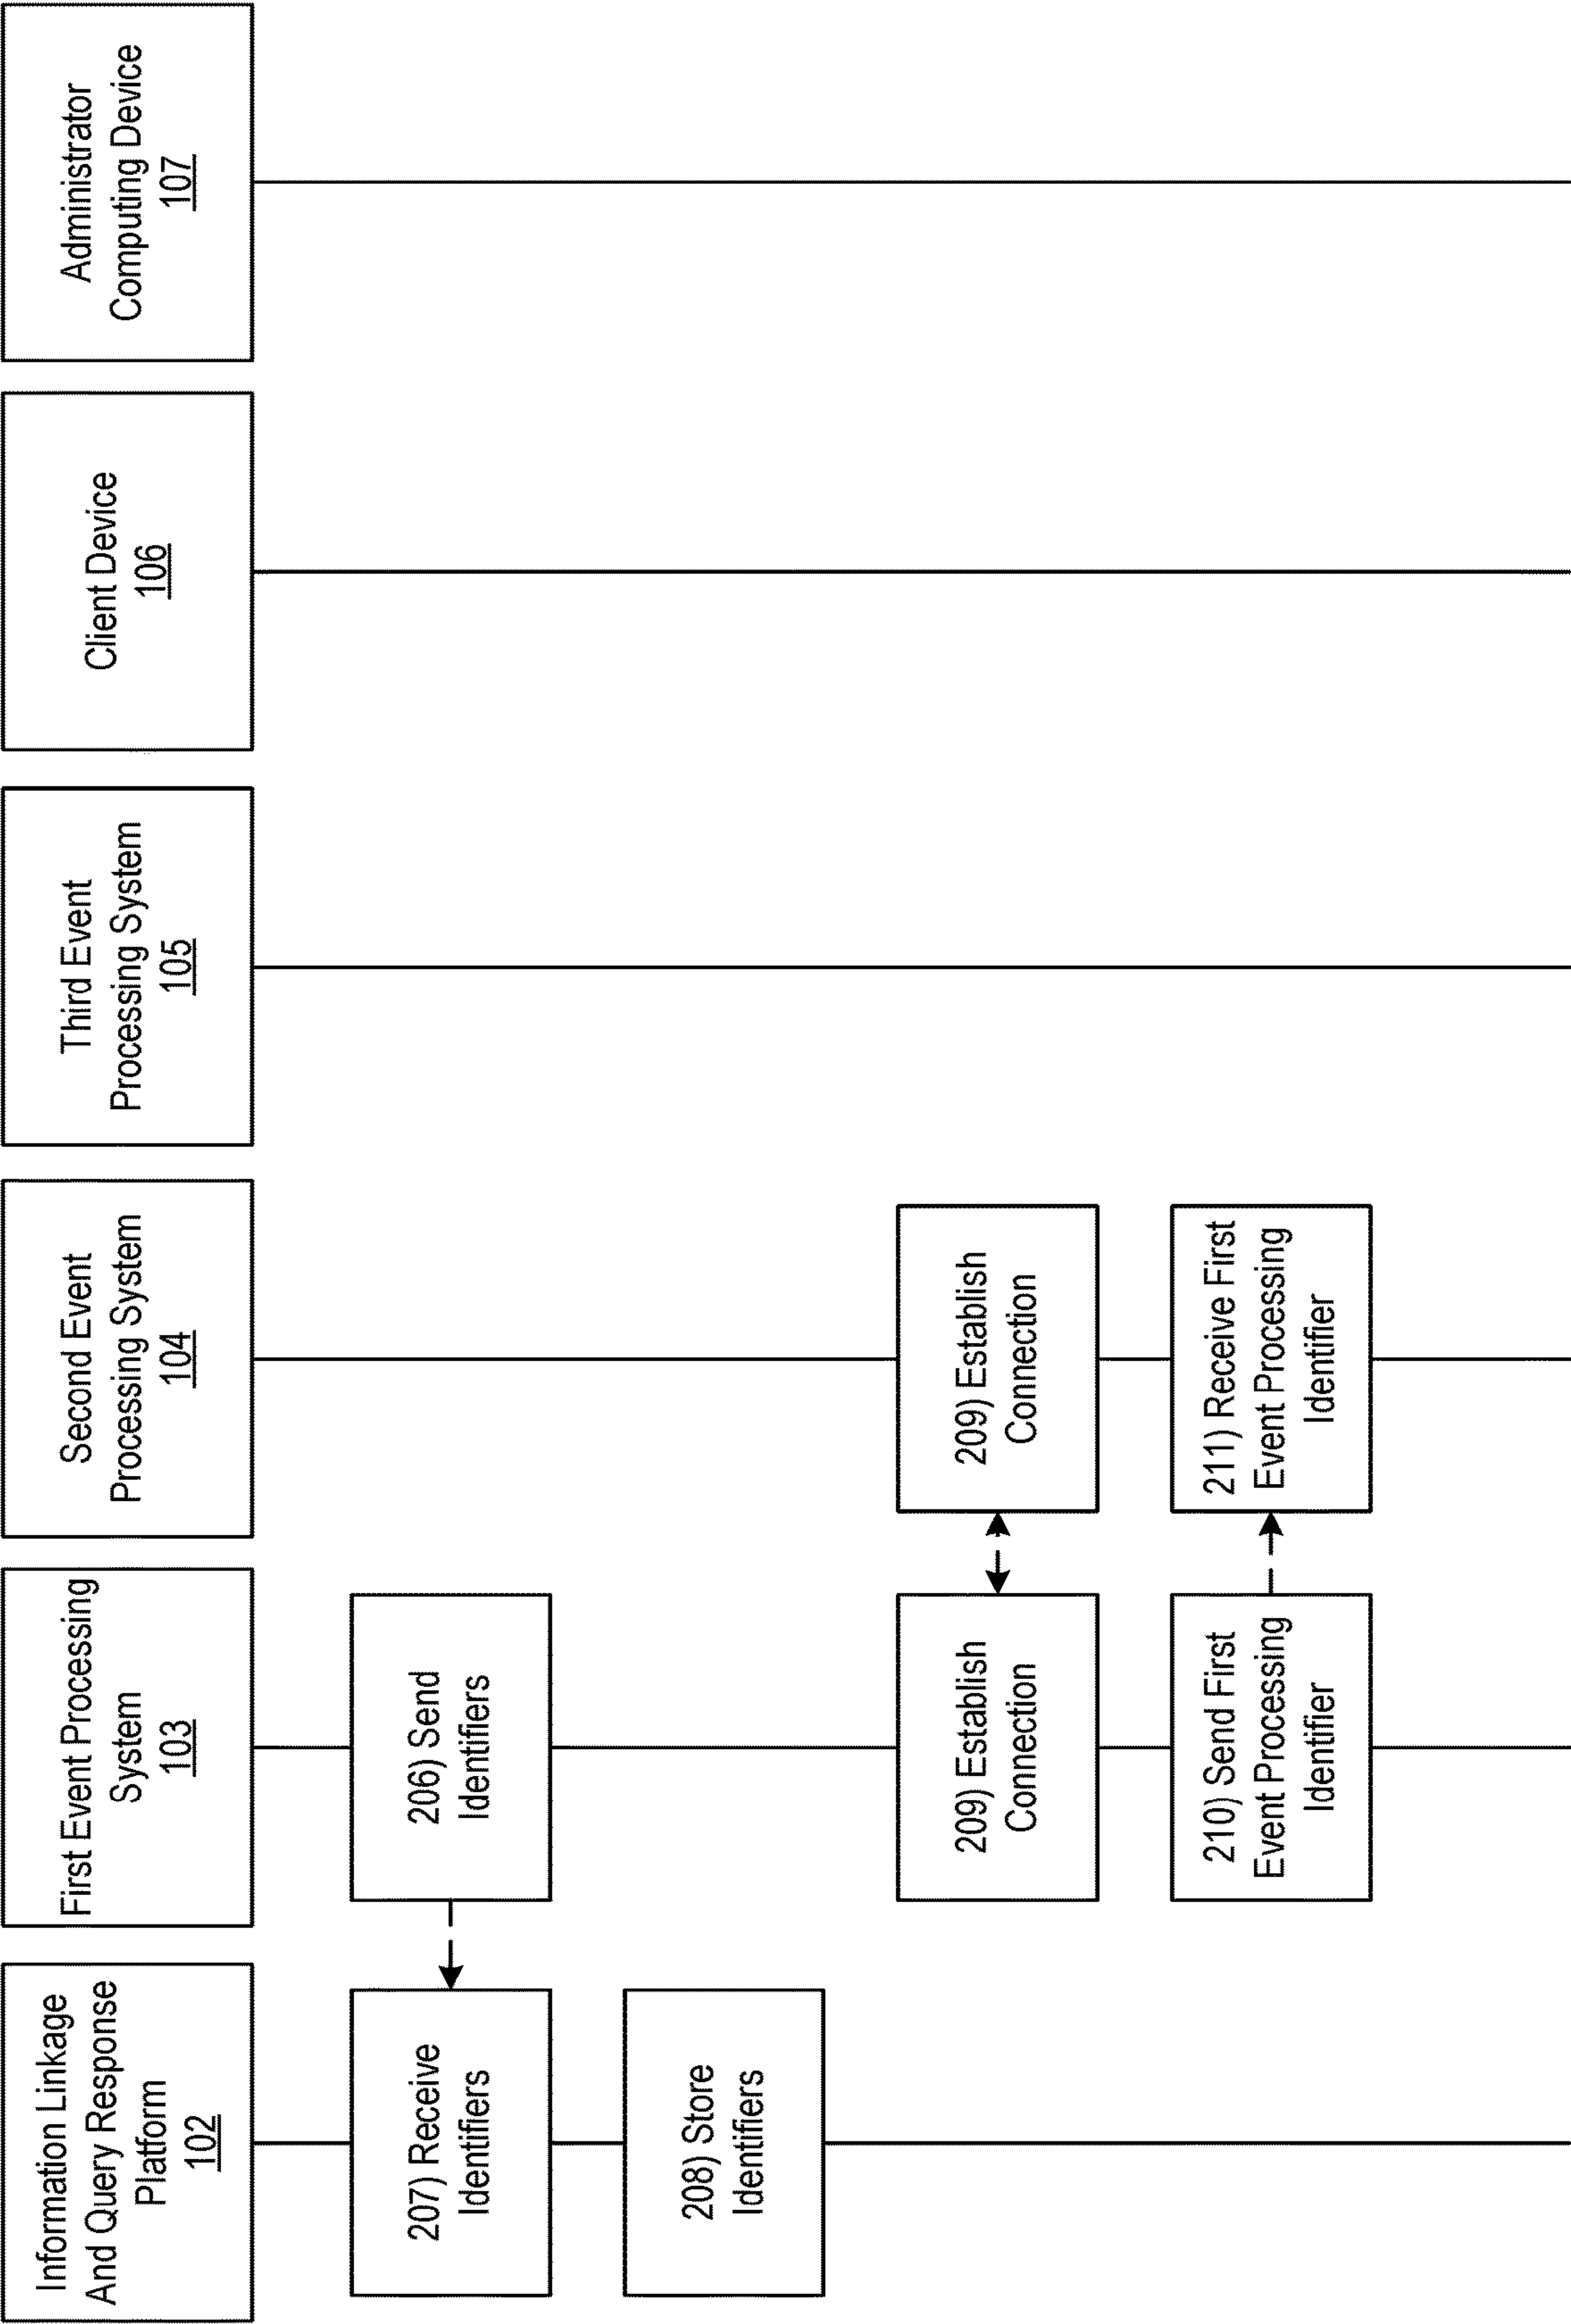 Information Linkage
And Query Response
Platform
102
First Event Processing
System
103
Second Event
Processing System
104
Third Event
Processing System
105
Client Device
106
Administrator
Computing Device
107
206) Send
Identifiers
207) Receive
Identifiers
208) Store
Identifiers
209) Establish
Connection
209) Establish
Connection
210) Send First
Event Processing
Identifier
211) Receive First
Event Processing
Identifier